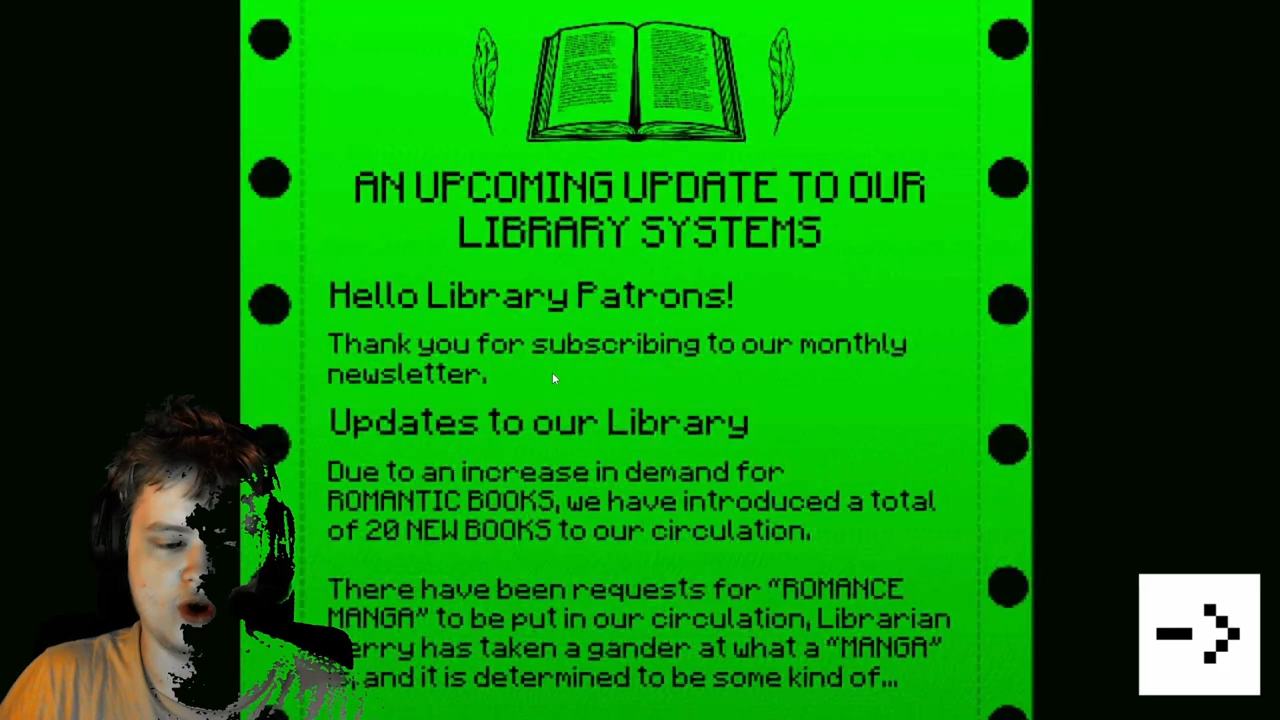 AN UPCOMING UPDATE TO OUR
LIBRARY SYSTEMS
Hello Library Patrons!
Thank you for subscribing to our monthly
newsletter.
Updates to our Library
Due to an increase in demand for
ROMANTIC BOOKS, we have introduced a total
of 20 NEW BOOKS to our circulation.
There have been requests for “ROMANCE
MANGA” to be put in our circulation, Librarian
has taken a gander at what a “MANGA”
and it is determined to be some kind of...